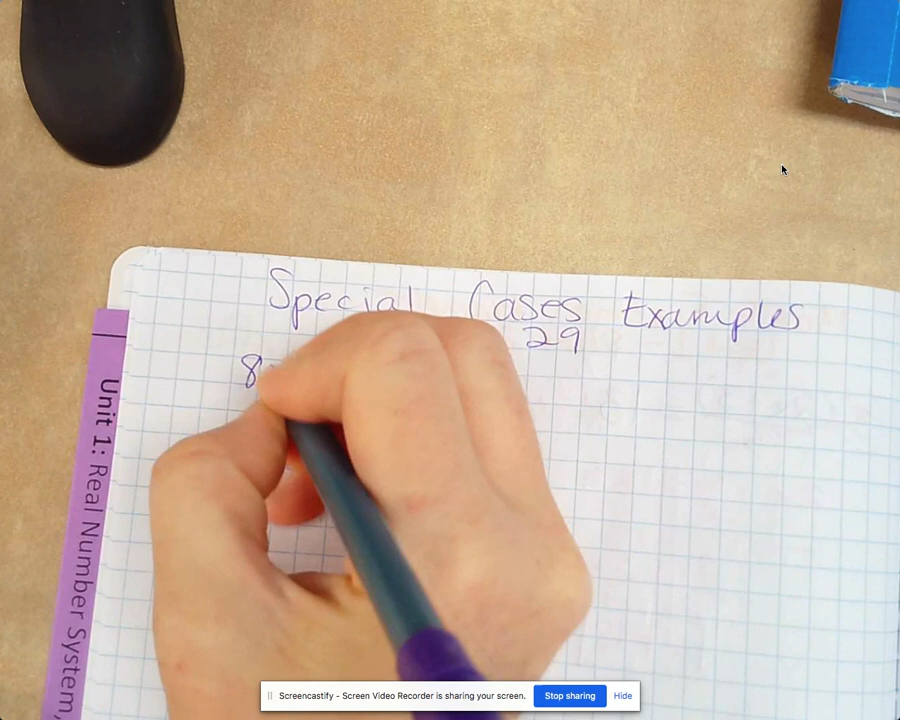 Special Cases Examples
29
8
Unit 1: Real Number System,
Screencastify - Screen Video Recorder is sharing your screen.
Stop sharing
Hide